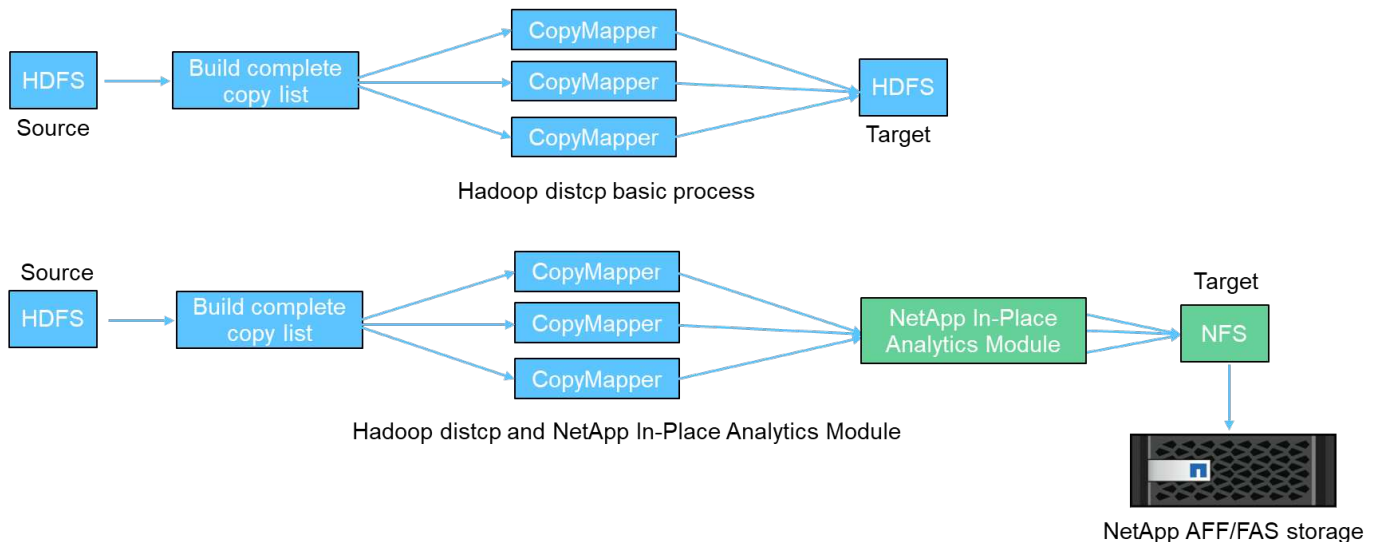 HDFS
Source
Build complete
copy list
CopyMapper
CopyMapper
CopyMapper
HDFS
Target
Hadoop distcp basic process
Source
HDFS
Build complete
copy list
CopyMapper
CopyMapper
CopyMapper
NetApp In-Place
Analytics Module
Target
NFS
Hadoop distcp and NetApp In-Place Analytics Module
NetApp AFF/FAS storage